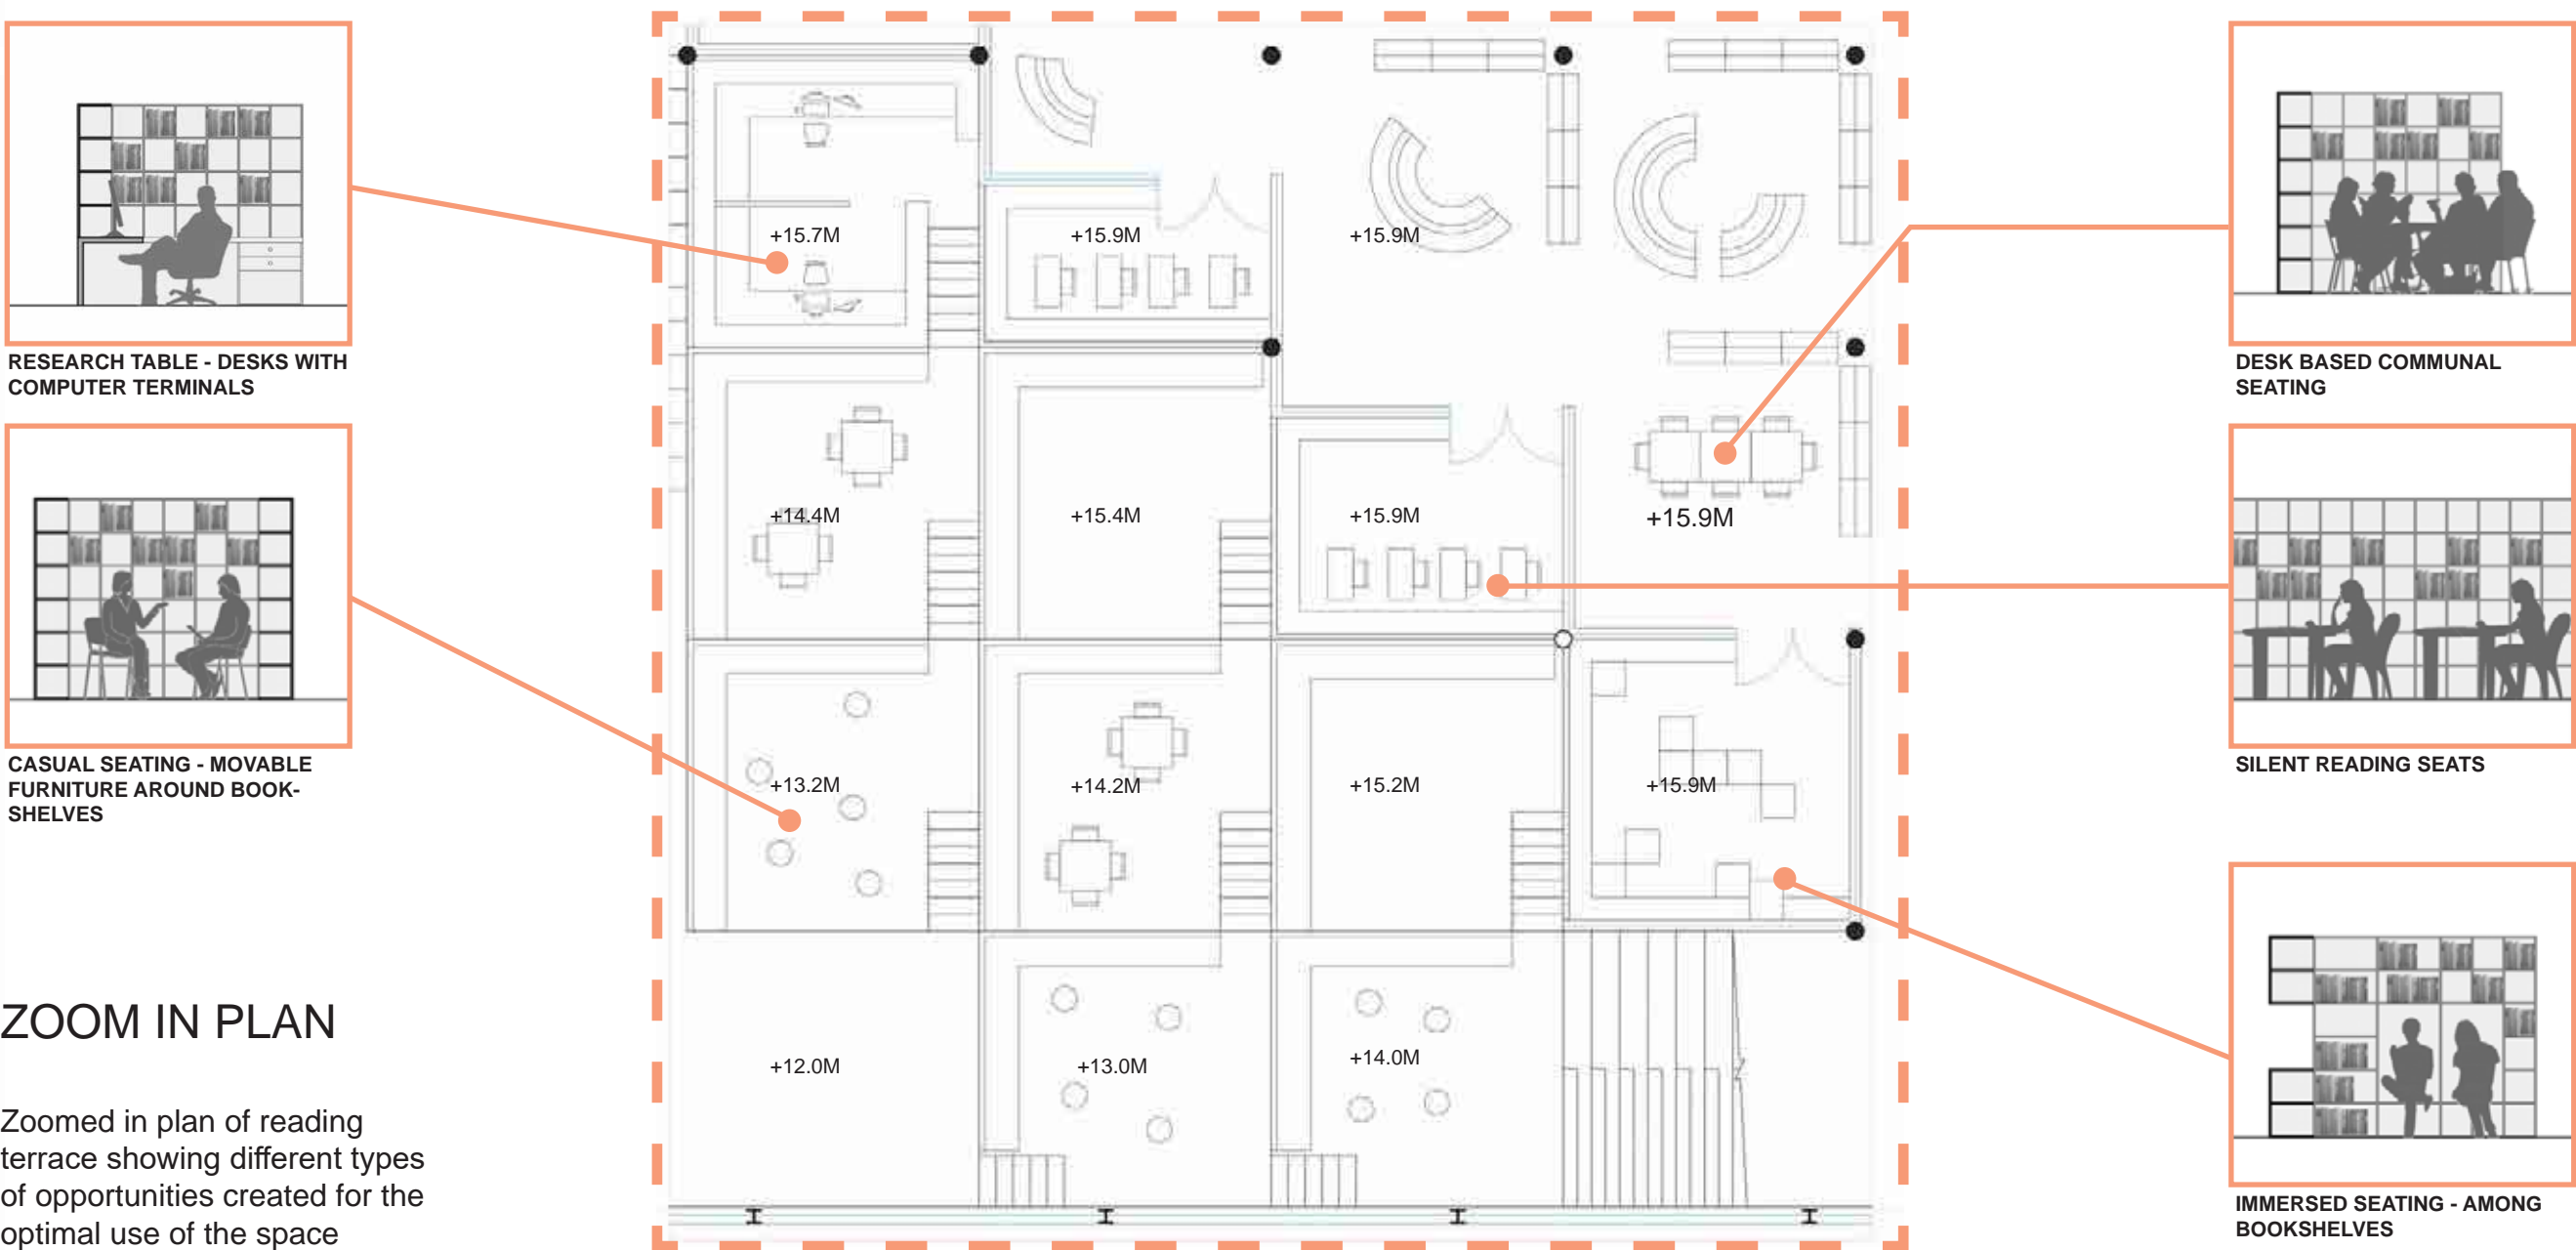 RESEARCH TABLE - DESKS WITH
COMPUTER TERMINALS
CASUAL SEATING - MOVABLE
FURNITURE AROUND BOOK-
SHELVES
ZOOM IN PLAN
Zoomed in plan of reading
terrace showing different types
of opportunities created for the
optimal use of the space
+15.7M
+15.9M
+15.9M
+14.4M
+15.4M
+15.9M
+15.9M
+13.2M
+14.2M
+15.2M
+15.9M
+12.0M
+13.0M
+14.0M
DESK BASED COMMUNAL
SEATING
SILENT READING SEATS
IMMERSED SEATING - AMONG
BOOKSHELVES